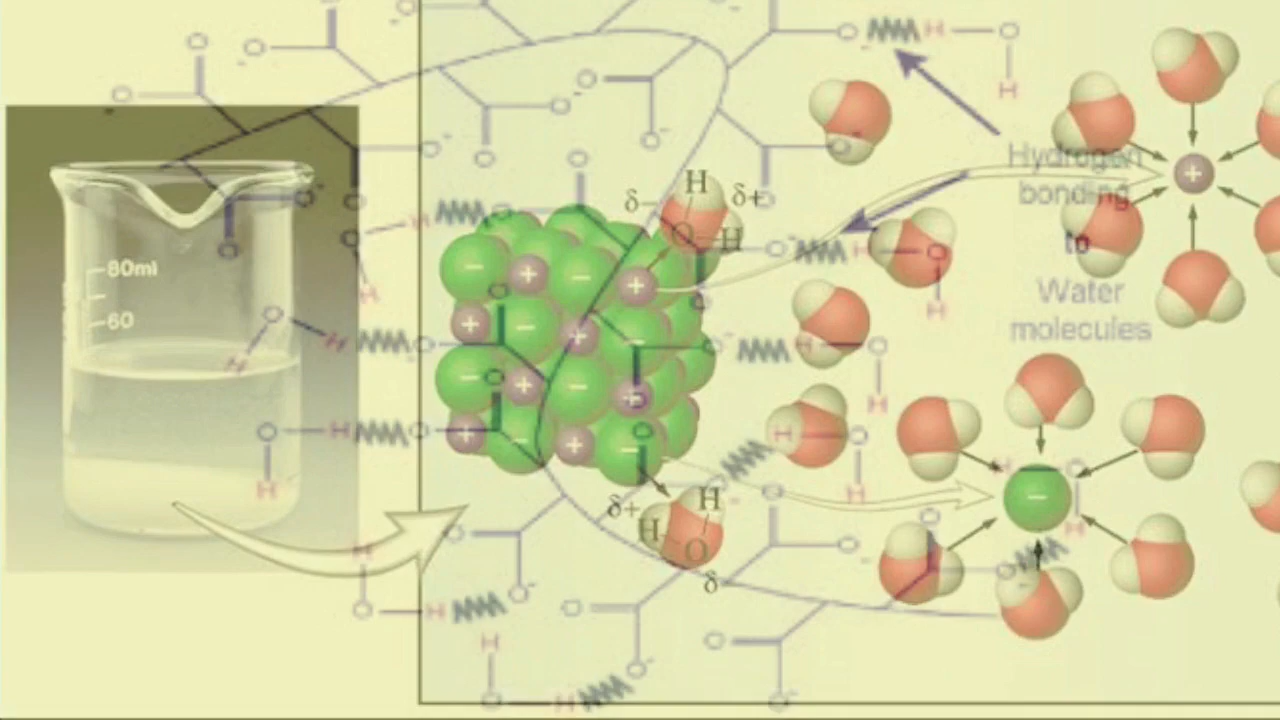 Hydrogen
bonding
to
Water
molecules
80ml
60
H
δ-
δ+
O
H
δ+
H
H
O
δ-
+
-